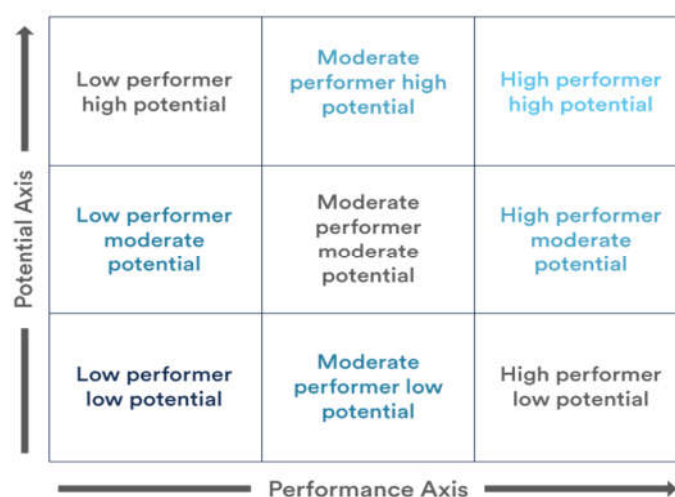 Low performer
high potential
Moderate
performer high
potential
High performer
high potential
Low performer
moderate
potential
Moderate
performer
moderate
potential
High performer
moderate
potential
Low performer
low potential
Moderate
performer low
potential
High performer
low potential
Potential Axis
Performance Axis